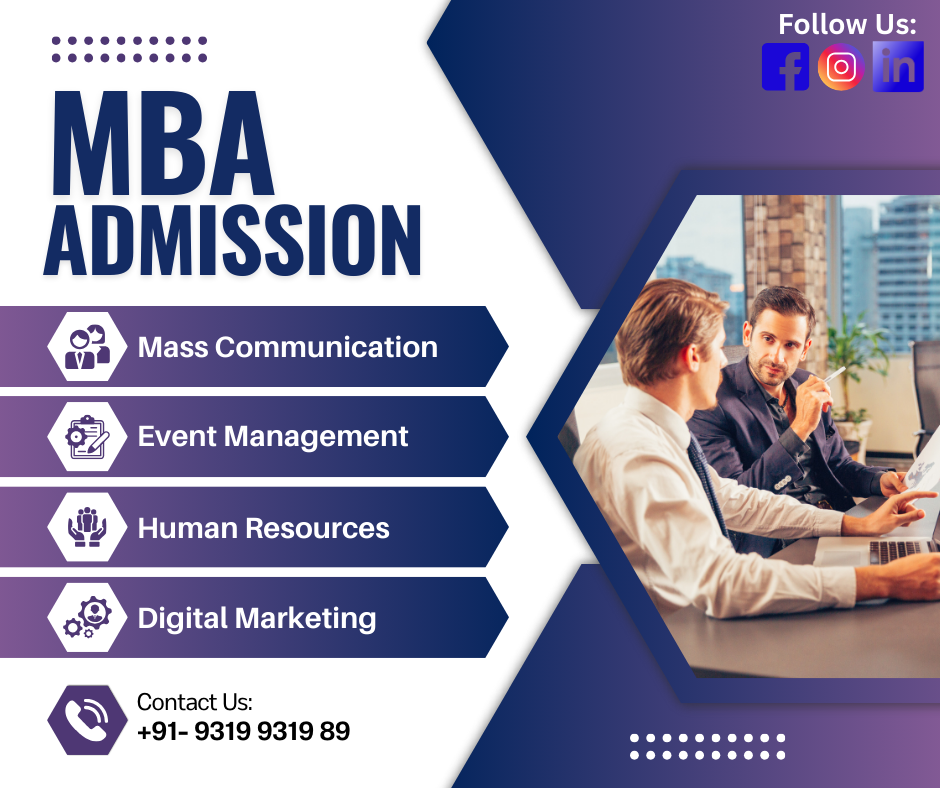 Follow Us:
MBA
ADMISSION
Mass Communication
Event Management
Human Resources
Digital Marketing
Contact Us:
+91- 9319 9319 89